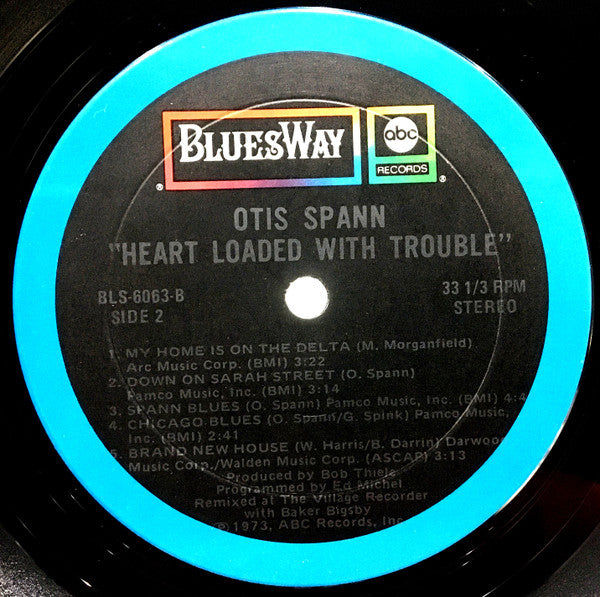 BLUESWAY
abc
RECORDS
® ®
OTIS SPANN
"HEART LOADED WITH TROUBLE"
BLS-6063-B 33 1/3 RPM
SIDE 2 STEREO
1. MY HOME IS ON THE DELTA (M. Morganfield)
Arc Music Corp. (BMI) 3:22
2. DOWN ON SARAH STREET (O. Spann)
Pamco Music, Inc. (BMI) 3:14
3. SPANN BLUES (O. Spann) Pamco Music, Inc. (BMI)
4. CHICAGO BLUES (O. Spann/G. Spink) Pamco Music,
Inc. (BMI) 2:41
5. BRAND NEW HOUSE (W. Harris/B. Darrin)
Music Corp./Walden Music Corp. (ASCAP) 3:13
Produced by Bob Thiele
Programmed by Ed Michel
Remixed at The Village Recorder
with Baker Bigsby
℗ 1973, ABC Records, Inc.